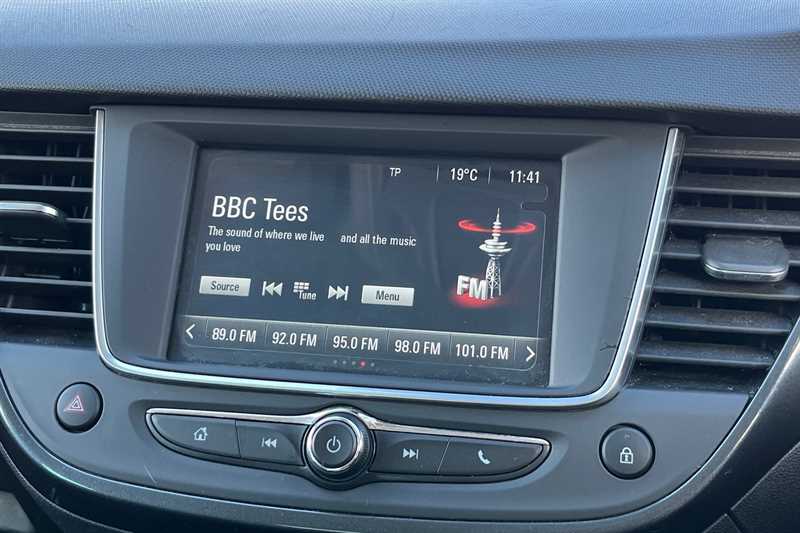 TP 19°C 11:41
BBC Tees
The sound of where we live and all the music
you love
FM
Source Tune Menu
89.0 FM 92.0 FM 95.0 FM 98.0 FM 101.0 FM